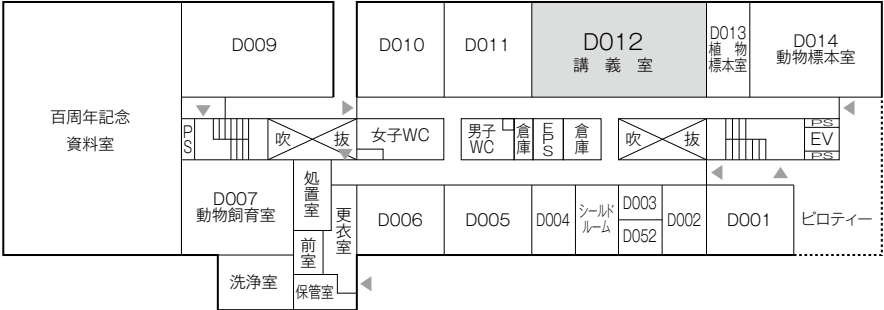 D009
D010
D011
D012
講義室
D013
植物
標本室
D014
動物標本室
百周年記念
資料室
PS
吹抜
女子WC
男子
WC
倉庫
EPS
倉庫
吹抜
PS
EV
PS
D007
動物飼育室
処置室
更衣室
前室
洗浄室
保管室
D006
D005
D004
シールド
ルーム
D003
D052
D002
D001
ピロティー